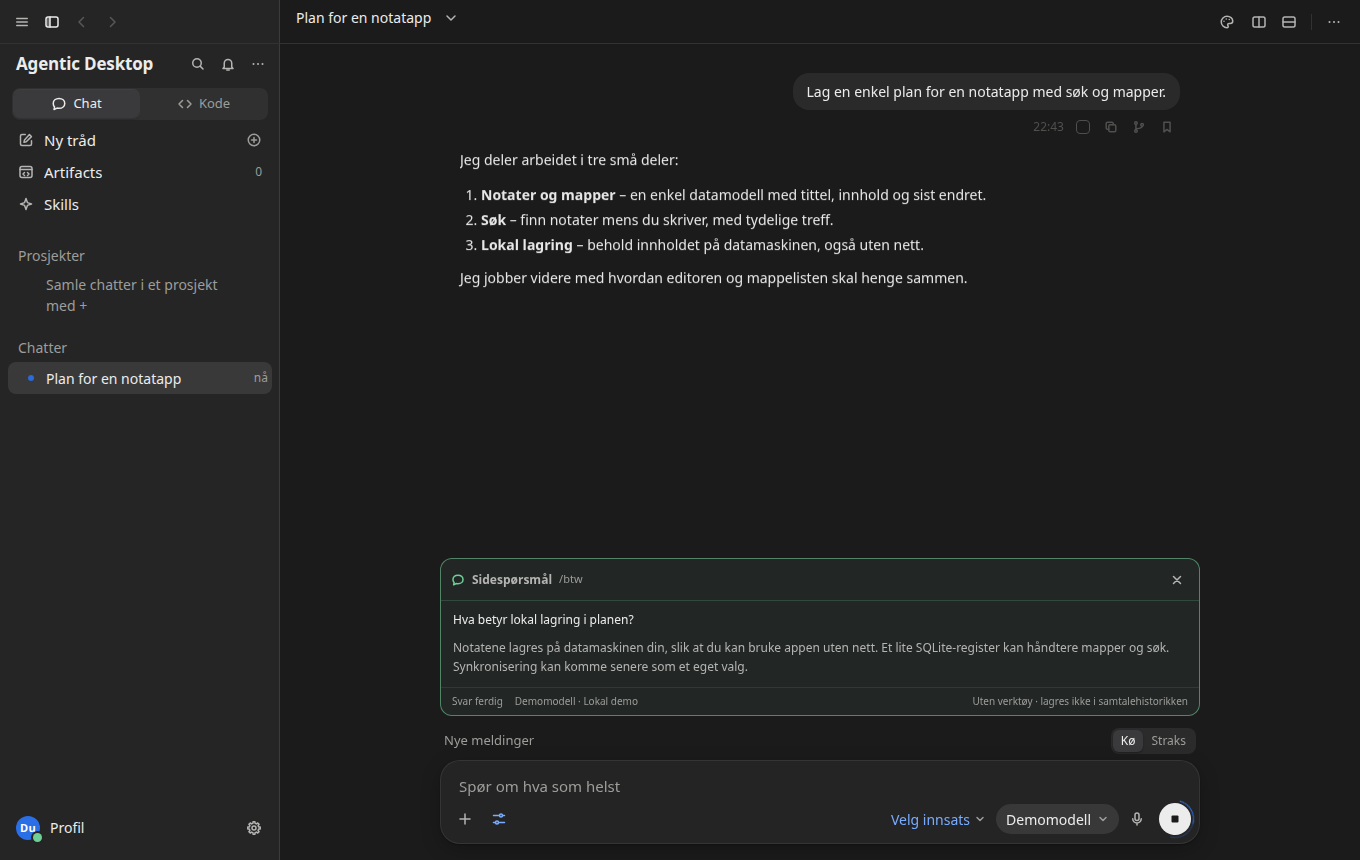 Plan for en notatapp
Agentic Desktop
Chat
Kode
Ny tråd
Artifacts
0
Skills
Prosjekter
Samle chatter i et prosjekt
med +
Chatter
Plan for en notatapp
nå
Du
Profil
Lag en enkel plan for en notatapp med søk og mapper.
22:43
Jeg deler arbeidet i tre små deler:
1. Notater og mapper – en enkel datamodell med tittel, innhold og sist endret.
2. Søk – finn notater mens du skriver, med tydelige treff.
3. Lokal lagring – behold innholdet på datamaskinen, også uten nett.
Jeg jobber videre med hvordan editoren og mappelisten skal henge sammen.
Sidespørsmål /btw
Hva betyr lokal lagring i planen?
Notatene lagres på datamaskinen din, slik at du kan bruke appen uten nett. Et lite SQLite-register kan håndtere mapper og søk.
Synkronisering kan komme senere som et eget valg.
Svar ferdig Demomodell · Lokal demo
Uten verktøy · lagres ikke i samtalehistorikken
Nye meldinger
Kø
Straks
Spør om hva som helst
Velg innsats
Demomodell